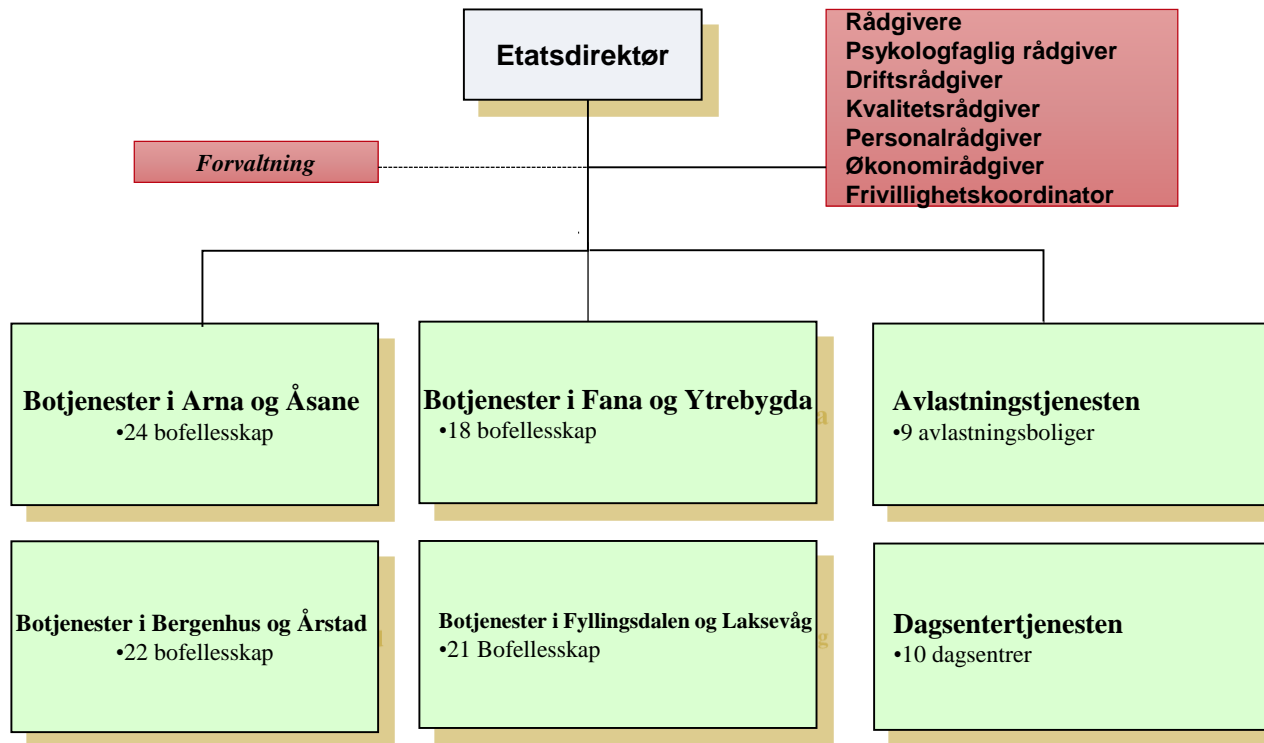 Etatsdirektør
Rådgivere
Psykologfaglig rådgiver
Driftsrådgiver
Kvalitetsrådgiver
Personalrådgiver
Økonomirådgiver
Frivillighetskoordinator
Forvaltning
Botjenester i Arna og Åsane
•24 bofellesskap
Botjenester i Fana og Ytrebygda
•18 bofellesskap
Avlastningstjenesten
•9 avlastningsboliger
Botjenester i Bergenhus og Årstad
•22 bofellesskap
Botjenester i Fyllingsdalen og Laksevåg
•21 Bofellesskap
Dagsentertjenesten
•10 dagsentrer